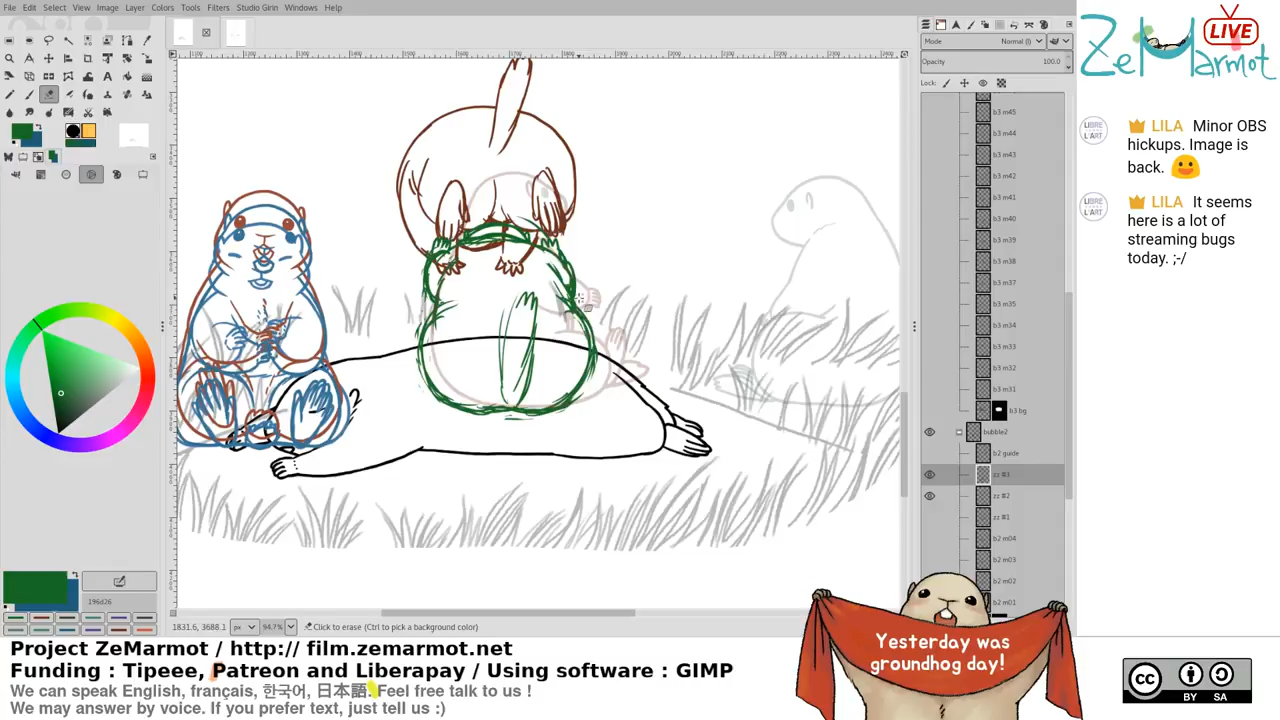 File Edit Select View Image Layer Colors Tools Filters Studio Girin Windows Help
Mode Normal (l)
Opacity 100.0
Lock:
b3 m45
b3 m44
b3 m43
b3 m42
b3 m41
b3 m40
b3 m39
b3 m38
b3 m37
b3 m35
b3 m34
b3 m33
b3 m32
b3 m31
b3 bg
bubble2
b2 guide
zz #3
zz #2
zz #1
b2 m04
b2 m03
b2 m02
b2 m01
196d26
1831.6, 3688.1 px 94.7% Click to erase (Ctrl to pick a background color)
LIVE
ZeMarmot
LILA Minor OBS
hickups. Image is
back.
LILA It seems
here is a lot of
streaming bugs
today. ;-/
Project ZeMarmot / http:// film.zemarmot.net
Funding : Tipeee, Patreon and Liberapay / Using software : GIMP
We can speak English, français, 한국어, 日本語. Feel free talk to us !
We may answer by voice. If you prefer text, just tell us :)
Yesterday was
groundhog day!
cc
BY SA